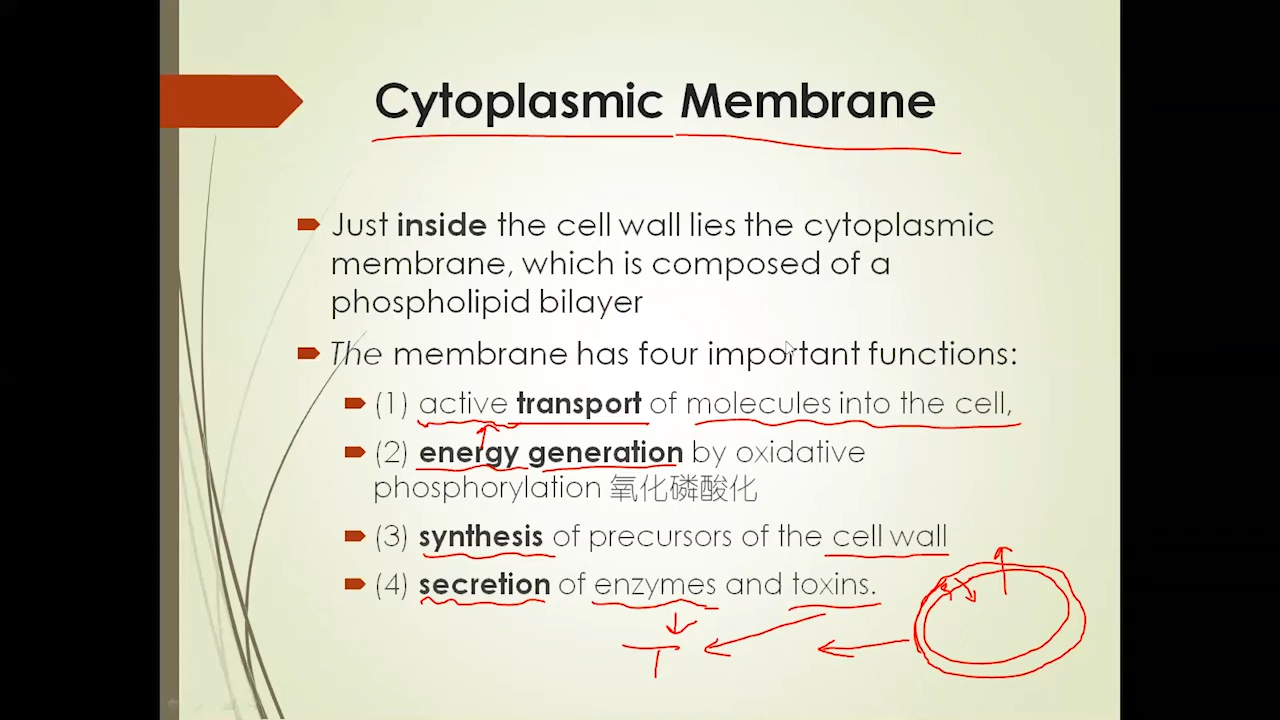 Cytoplasmic Membrane
Just inside the cell wall lies the cytoplasmic
membrane, which is composed of a
phospholipid bilayer
The membrane has four important functions:
(1) active transport of molecules into the cell,
(2) energy generation by oxidative
phosphorylation 氧化磷酸化
(3) synthesis of precursors of the cell wall
(4) secretion of enzymes and toxins.
T